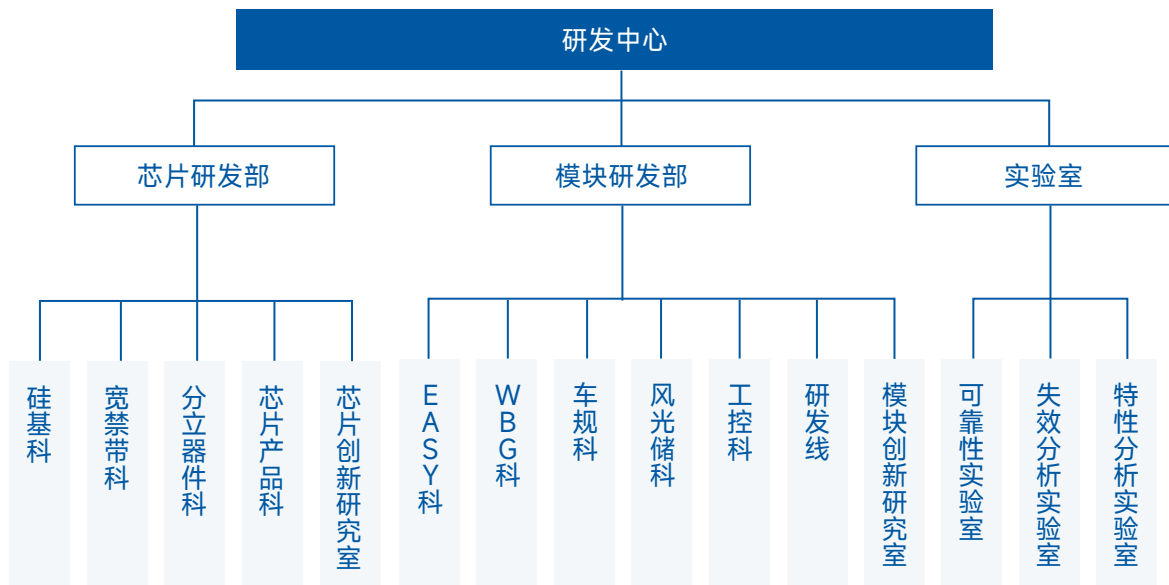 研发中心
芯片研发部
模块研发部
实验室
硅基科
宽禁带科
分立器件科
芯片产品科
芯片创新研究室
EASY科
WBG科
车规科
风光储科
工控科
研发线
模块创新研究室
可靠性实验室
失效分析实验室
特性分析实验室